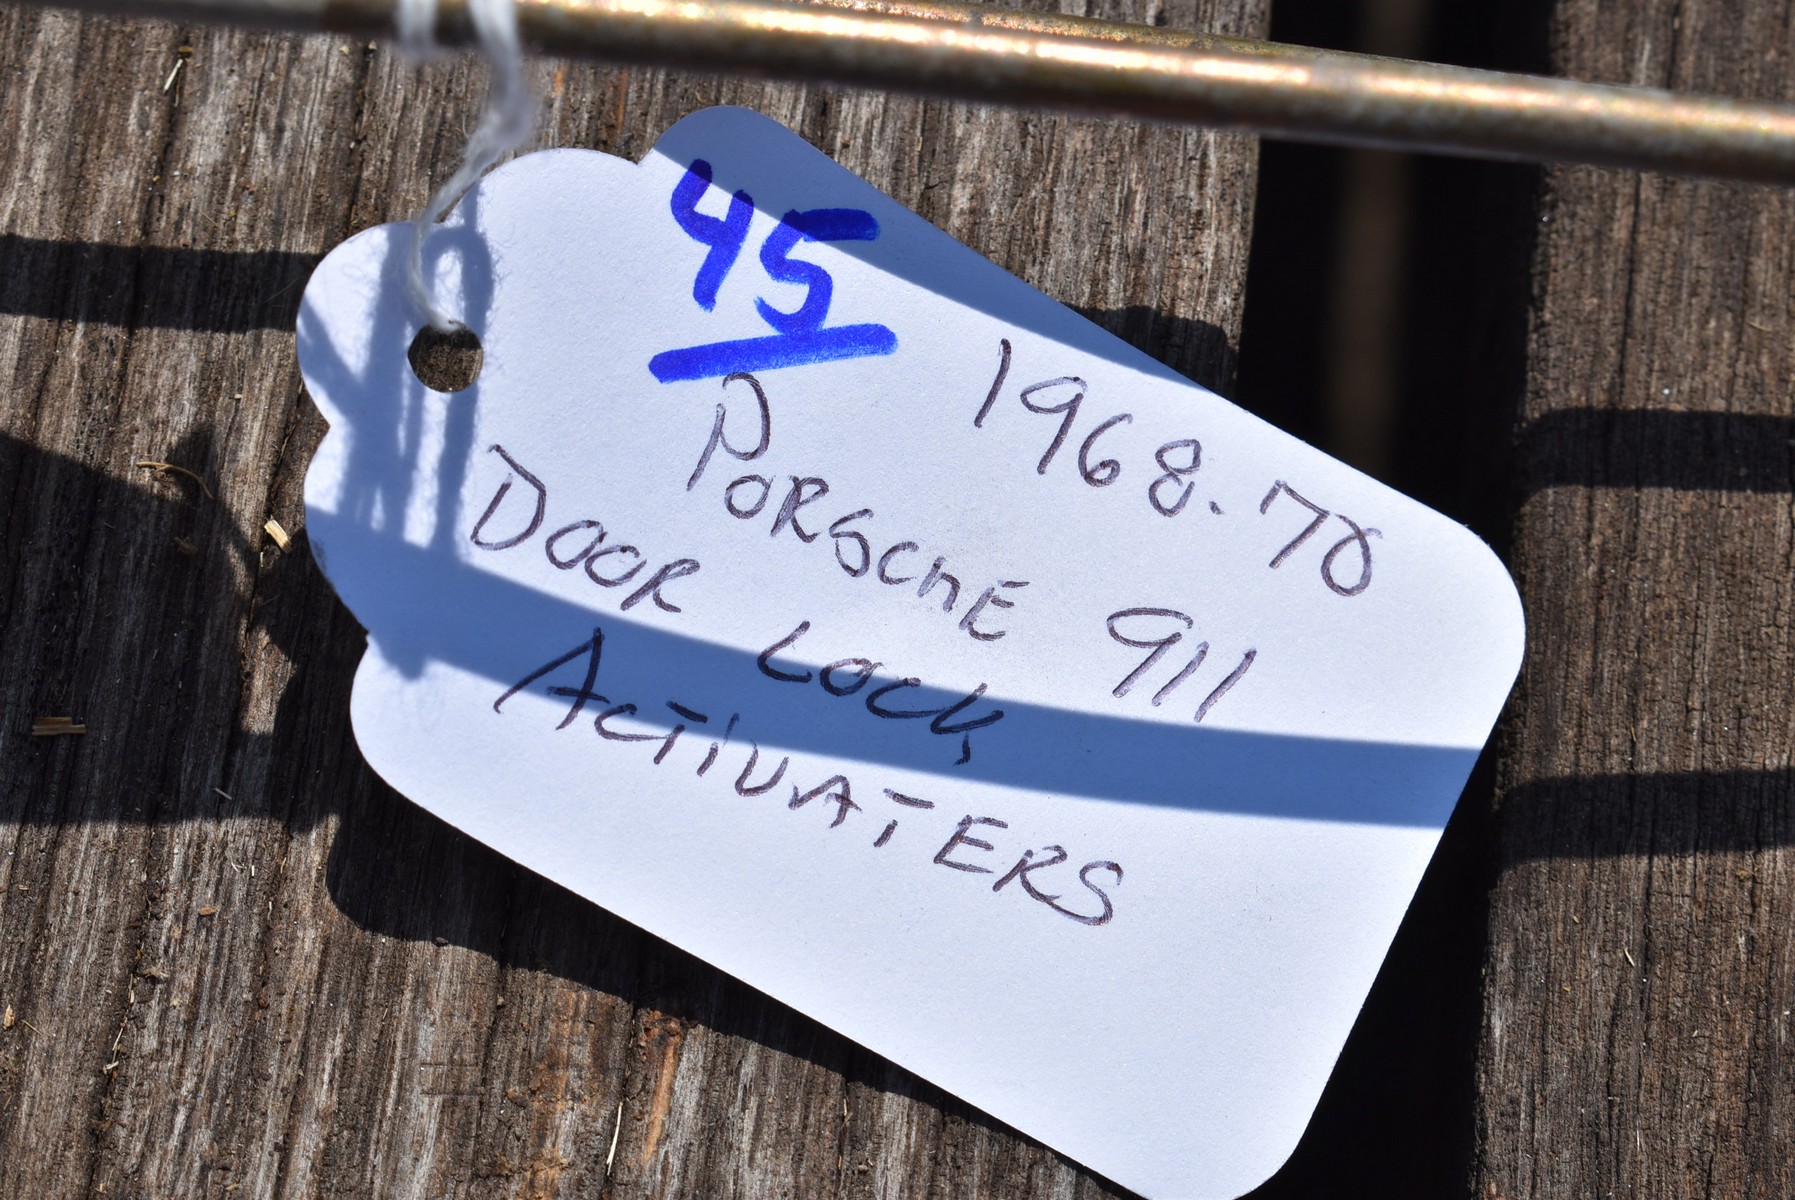 45
1968.70
PORSCHE 911
DOOR LOCK
ACTIVATERS